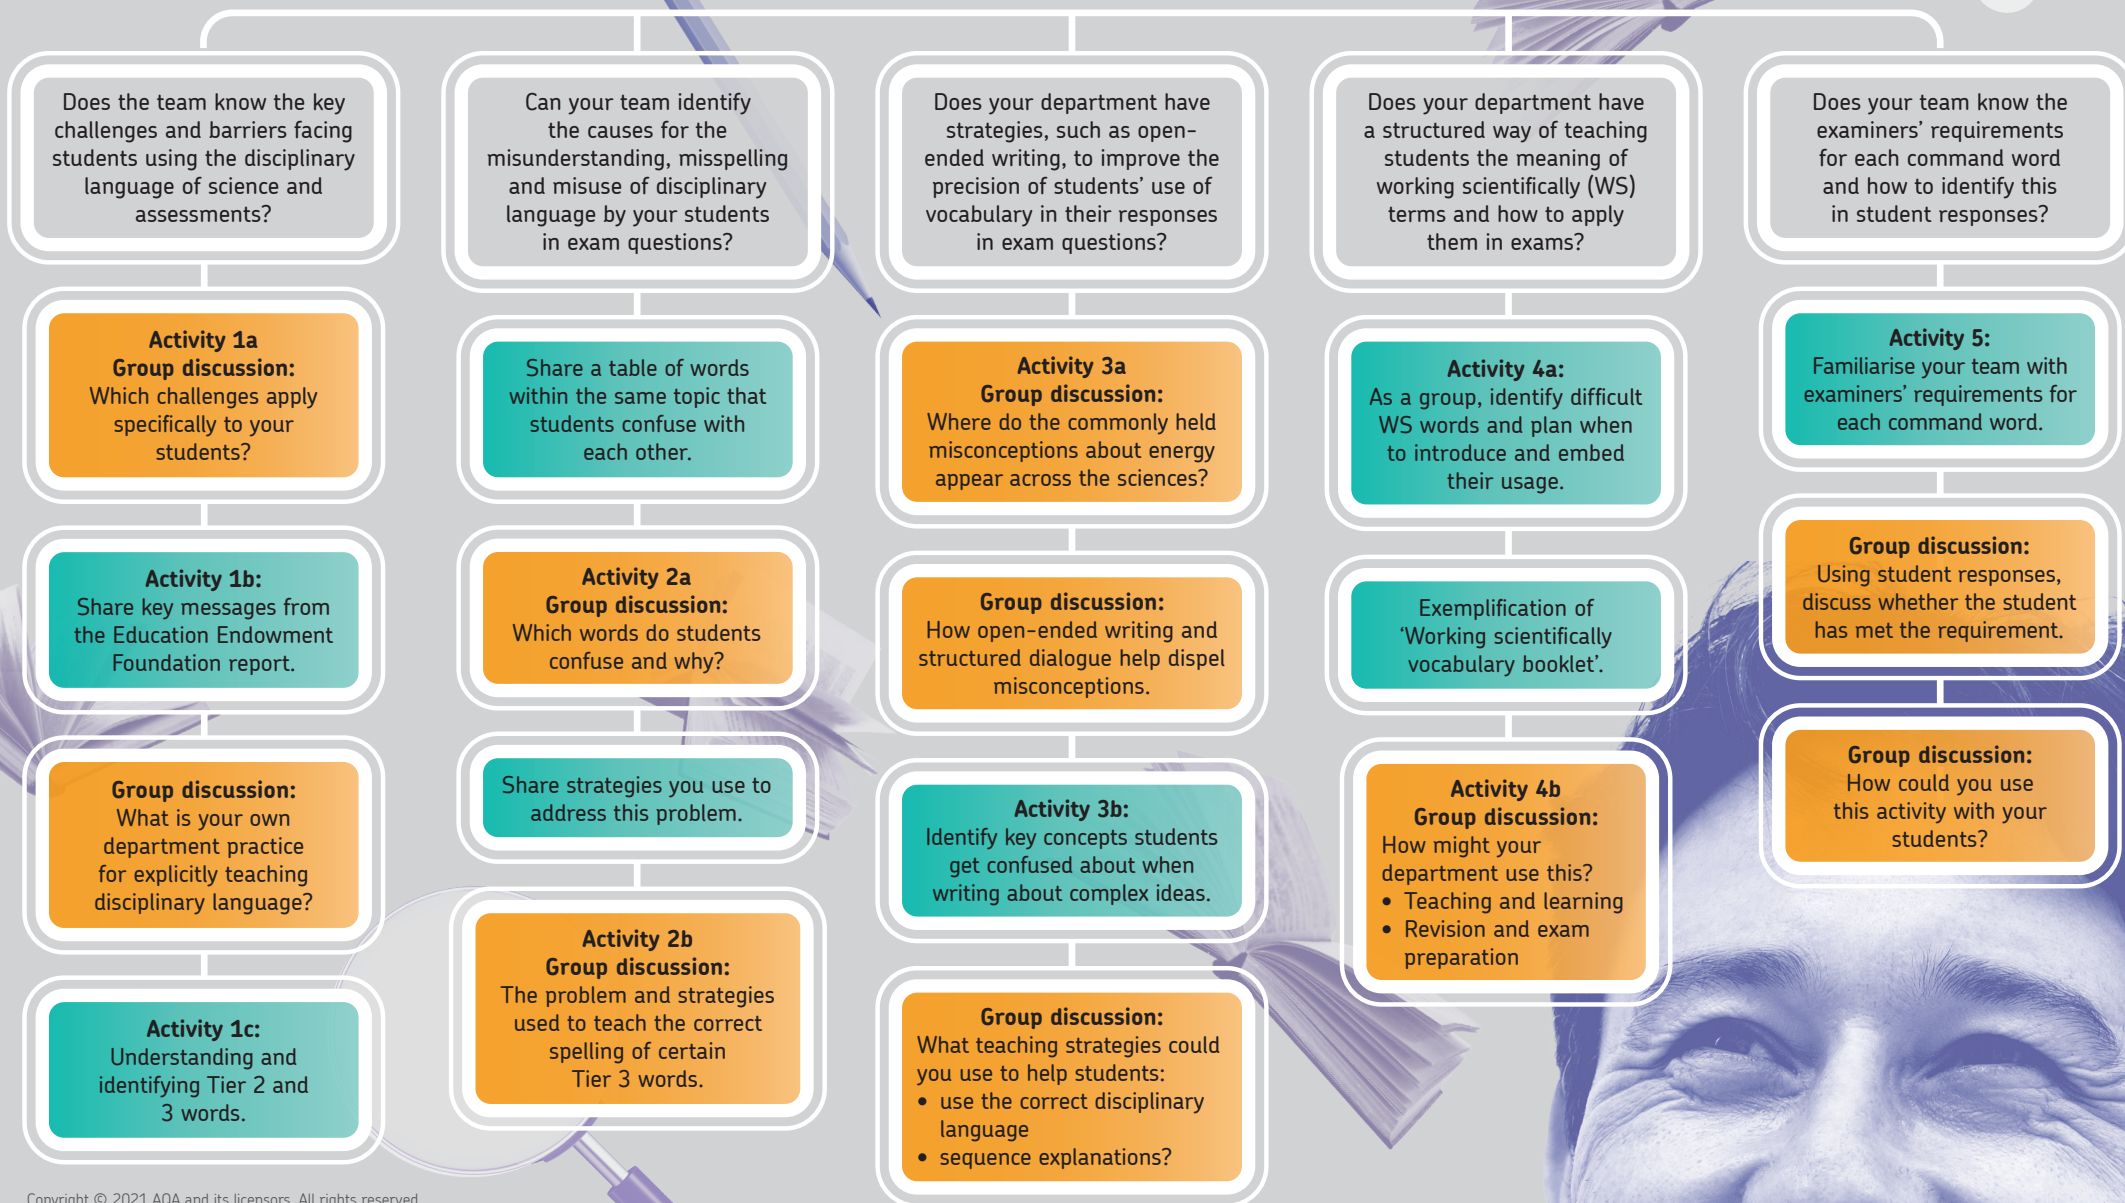 Does the team know the key
challenges and barriers facing
students using the disciplinary
language of science and
assessments?
Activity 1a
Group discussion:
Which challenges apply
specifically to your
students?
Activity 1b:
Share key messages from
the Education Endowment
Foundation report.
Group discussion:
What is your own
department practice
for explicitly teaching
disciplinary language?
Activity 1c:
Understanding and
identifying Tier 2 and
3 words.
Can your team identify
the causes for the
misunderstanding, misspelling
and misuse of disciplinary
language by your students
in exam questions?
Share a table of words
within the same topic that
students confuse with
each other.
Activity 2a
Group discussion:
Which words do students
confuse and why?
Share strategies you use to
address this problem.
Activity 2b
Group discussion:
The problem and strategies
used to teach the correct
spelling of certain
Tier 3 words.
Does your department have
strategies, such as open-
ended writing, to improve the
precision of students’ use of
vocabulary in their responses
in exam questions?
Activity 3a
Group discussion:
Where do the commonly held
misconceptions about energy
appear across the sciences?
Group discussion:
How open-ended writing and
structured dialogue help dispel
misconceptions.
Activity 3b:
Identify key concepts students
get confused about when
writing about complex ideas.
Group discussion:
What teaching strategies could
you use to help students:
• use the correct disciplinary
language
• sequence explanations?
Does your department have
a structured way of teaching
students the meaning of
working scientifically (WS)
terms and how to apply
them in exams?
Activity 4a:
As a group, identify difficult
WS words and plan when
to introduce and embed
their usage.
Exemplification of
‘Working scientifically
vocabulary booklet’.
Activity 4b
Group discussion:
How might your
department use this?
• Teaching and learning
• Revision and exam
preparation
Does your team know the
examiners’ requirements
for each command word
and how to identify this
in student responses?
Activity 5:
Familiarise your team with
examiners’ requirements for
each command word.
Group discussion:
Using student responses,
discuss whether the student
has met the requirement.
Group discussion:
How could you use
this activity with your
students?
Copyright © 2021 AQA and its licensors. All rights reserved.